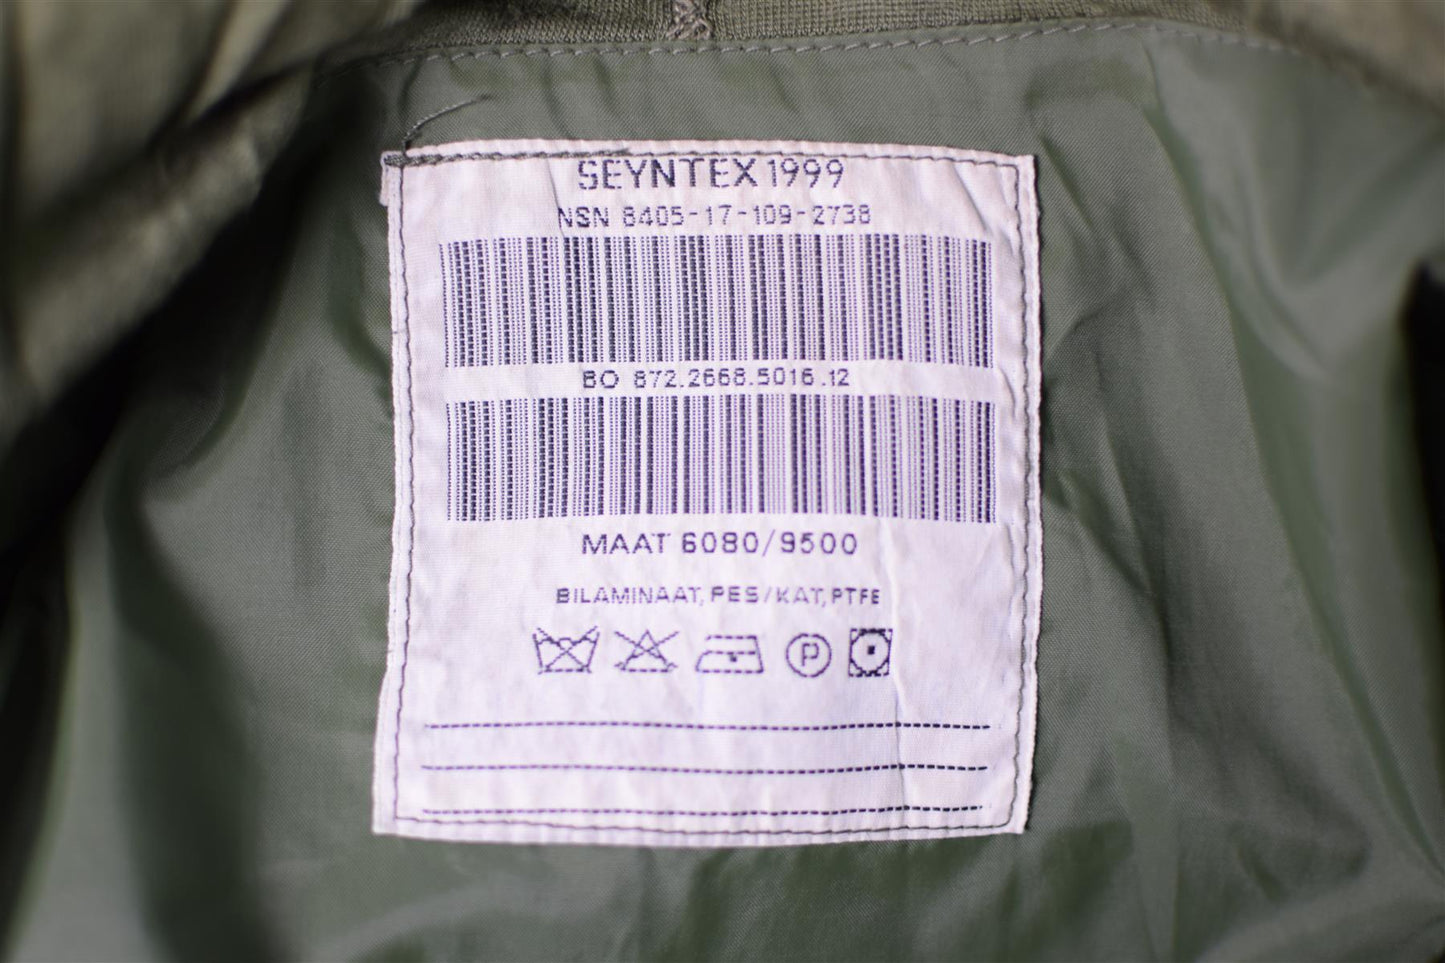 SEYNTEX 1999
NSN 8405-17-109-2738
BO 872.2668.5016.12
MAAT 6080/9500
BILAMINAAT, PES/KAT, PTFE
P